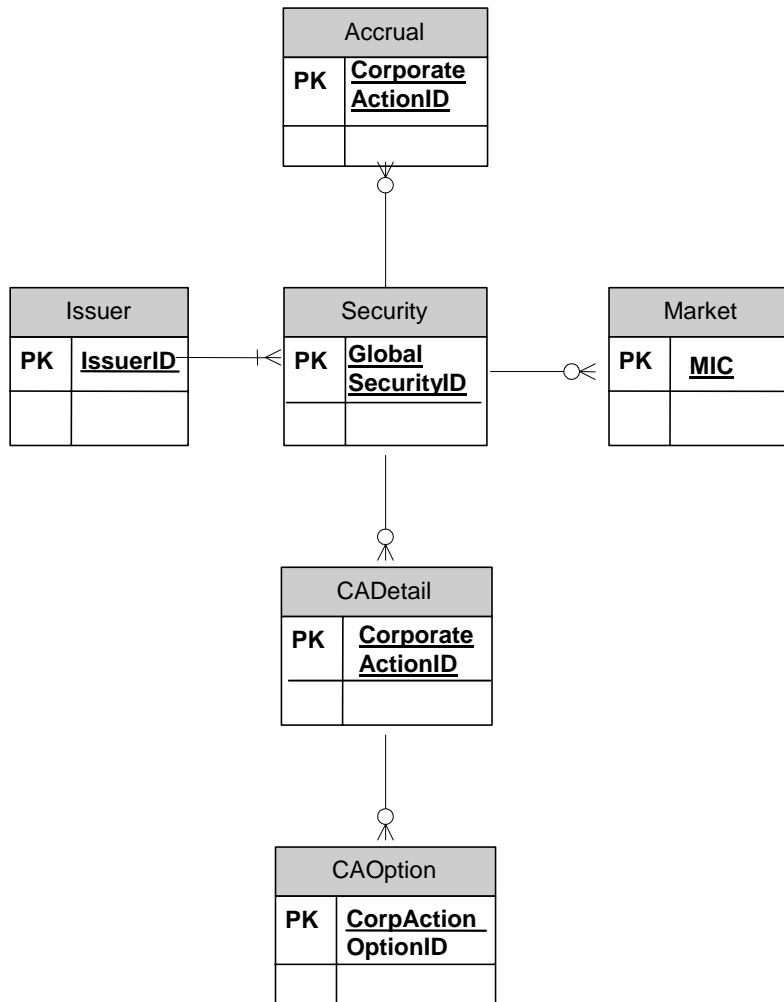 Accrual
PK Corporate
ActionID
Issuer
PK IssuerID
Security
PK Global
SecurityID
Market
PK MIC
CADetail
PK Corporate
ActionID
CAOption
PK CorpAction
OptionID